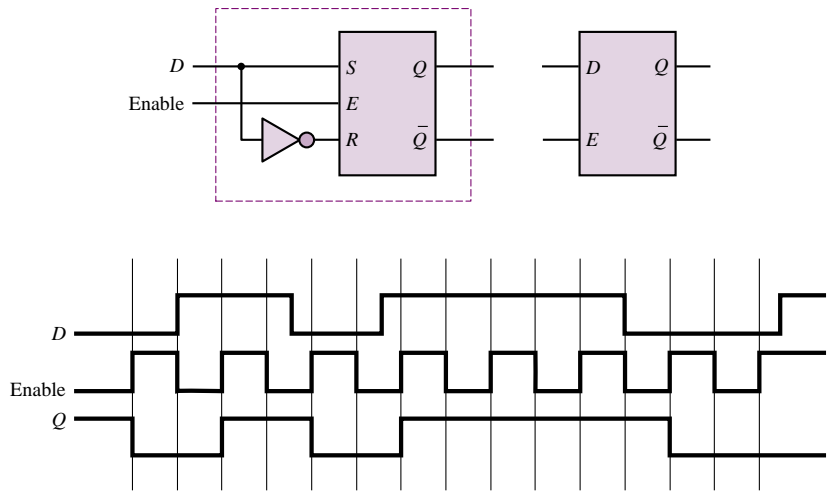 D S Q D Q
Enable E
R Q̄ E Q̄
D
Enable
Q